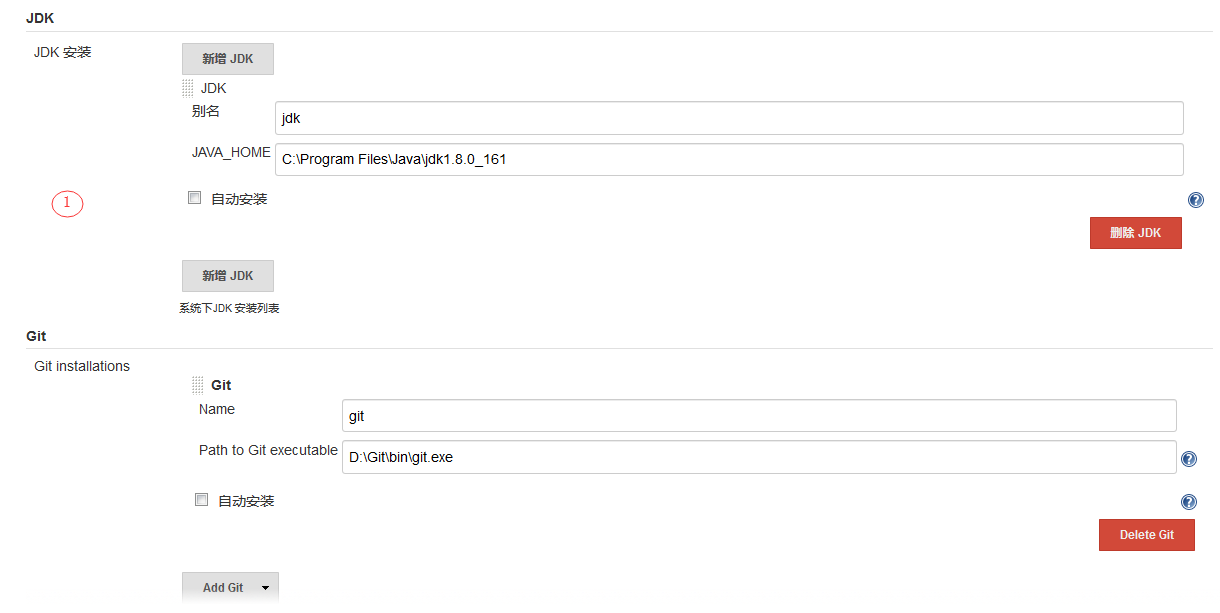 JDK
JDK 安装
新增 JDK
JDK
别名
jdk
JAVA_HOME
C:\Program Files\Java\jdk1.8.0_161
1
自动安装
?
删除 JDK
新增 JDK
系统下JDK 安装列表
Git
Git installations
Git
Name
git
Path to Git executable
D:\Git\bin\git.exe
?
自动安装
?
Delete Git
Add Git